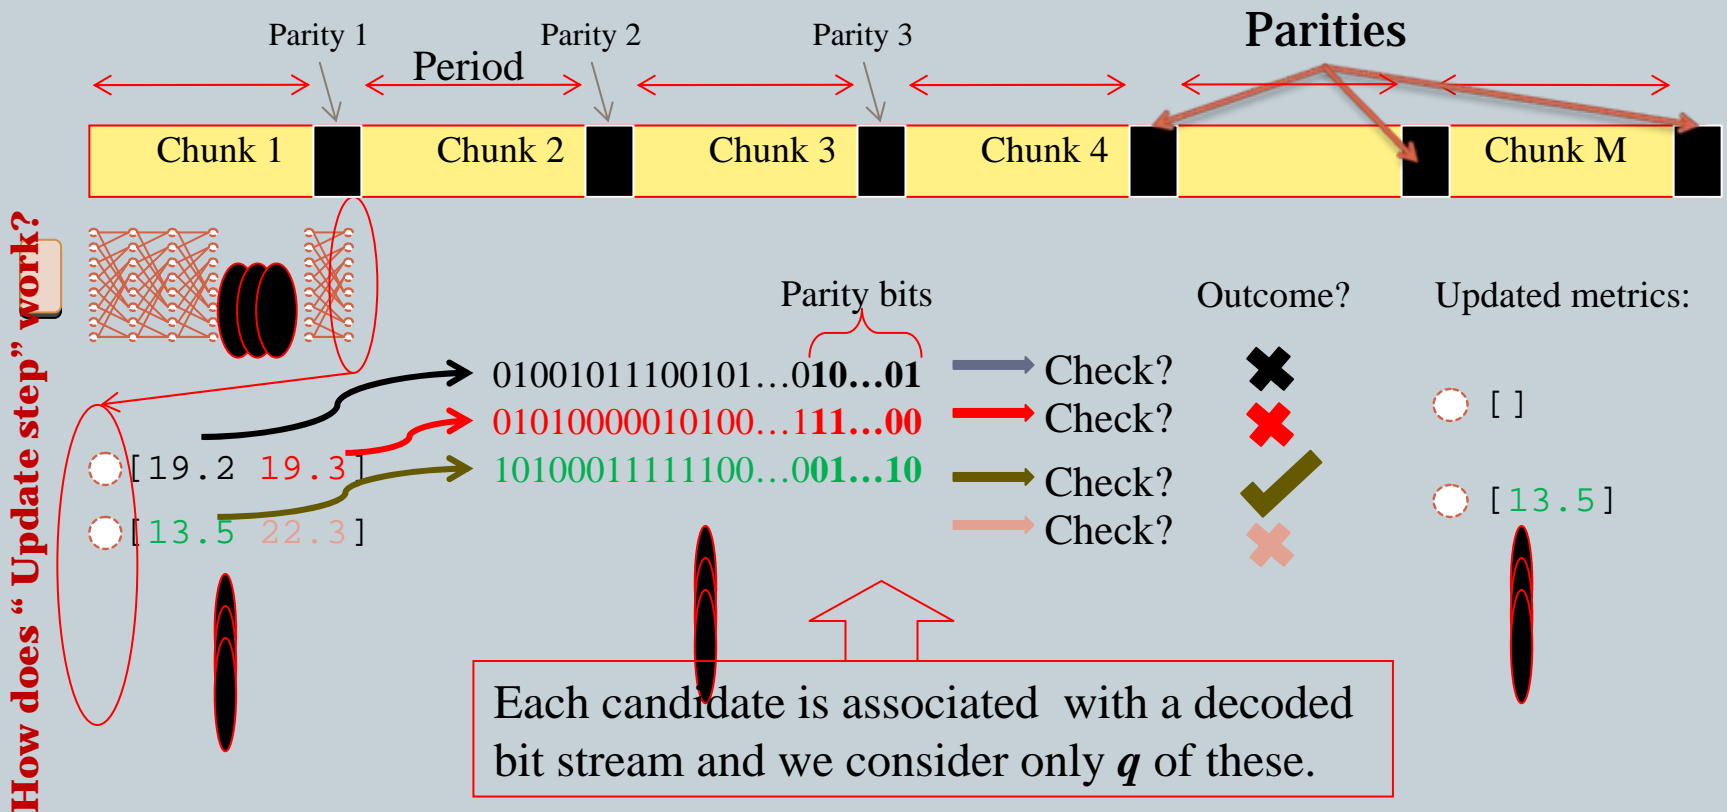 Parities
Parity 1
Parity 2
Parity 3
Period
Chunk 1
Chunk 2
Chunk 3
Chunk 4
Chunk M
How does “ Update step” work?
Parity bits
Outcome?
Updated metrics:
01001011100101…010…01
Check?
[]
01010000010100…111…00
Check?
[19.2 19.3]
10100011111100…001…10
Check?
[13.5]
[13.5 22.3]
Check?
Each candidate is associated with a decoded
bit stream and we consider only q of these.